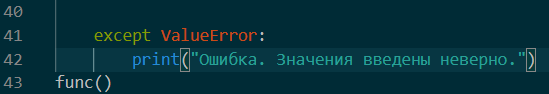 40
41 except ValueError:
42 print("Ошибка. Значения введены неверно.")
43 func()